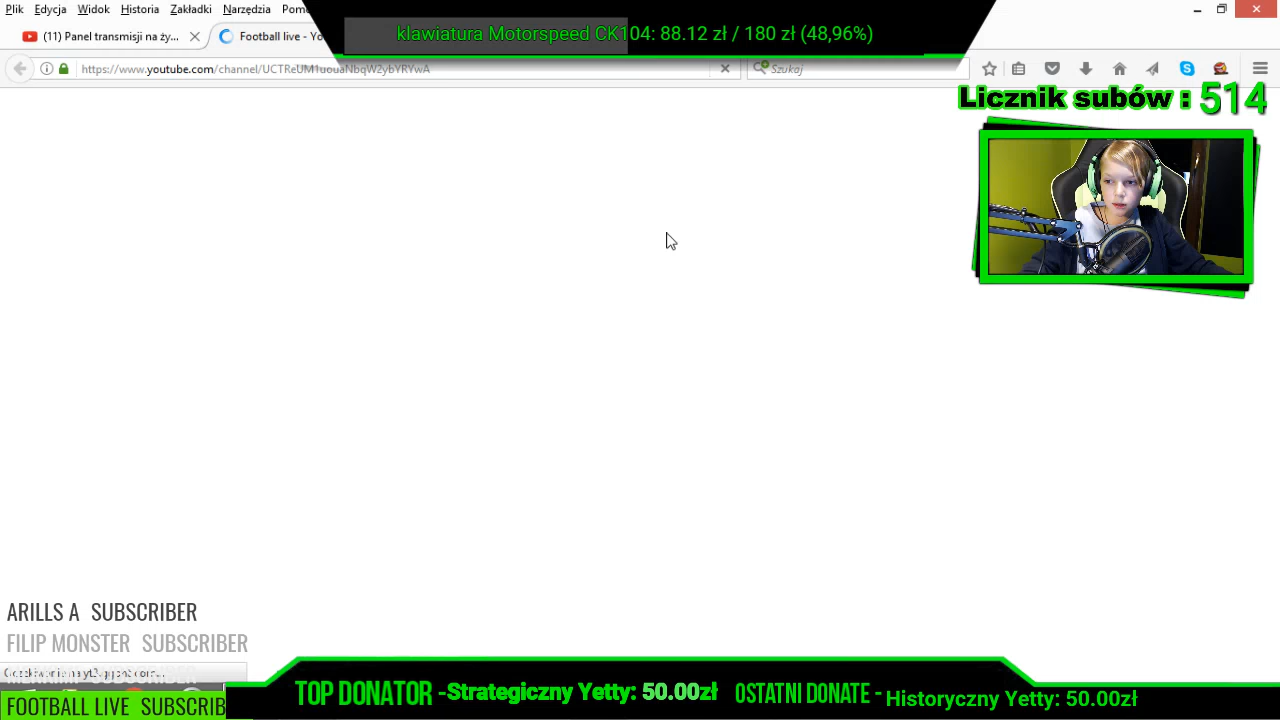 Plik Edycja Widok Historia Zakładki Narzędzia Pom
(11) Panel transmisji na ży...
Football live - Yo
klawiatura Motorspeed CK104: 88.12 zł / 180 zł (48,96%)
Szukaj
Licznik subów : 514
ARILLS A SUBSCRIBER
FILIP MONSTER SUBSCRIBER
FOOTBALL LIVE SUBSCRIB
TOP DONATOR - Strategiczny Yetty: 50.00zł
OSTATNI DONATE - Historyczny Yetty: 50.00zł